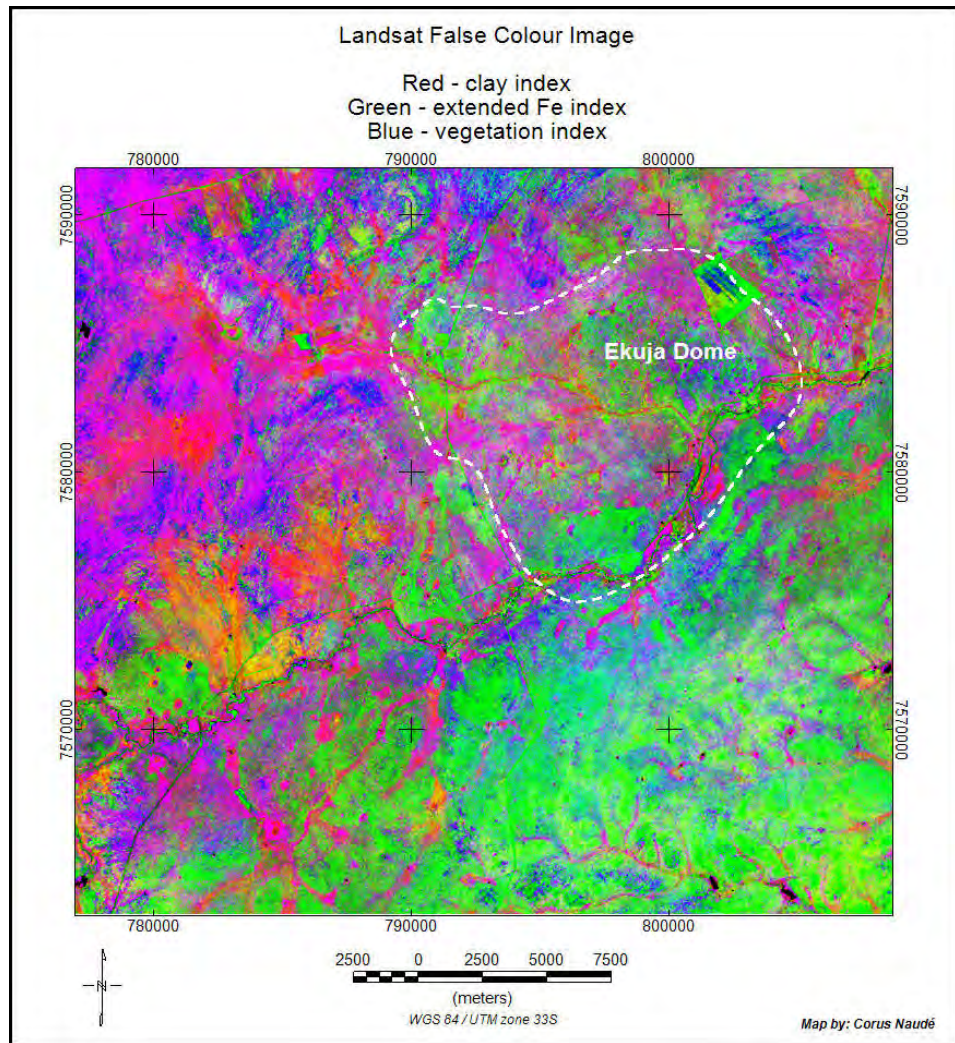 Landsat False Colour Image
Red - clay index
Green - extended Fe index
Blue - vegetation index
780000 790000 800000
7590000 7590000
Ekuja Dome
7580000 7580000
7570000 7570000
780000 790000 800000
N
2500 0 2500 5000 7500
(meters)
WGS 84 / UTM zone 33S
Map by: Corus Naudé